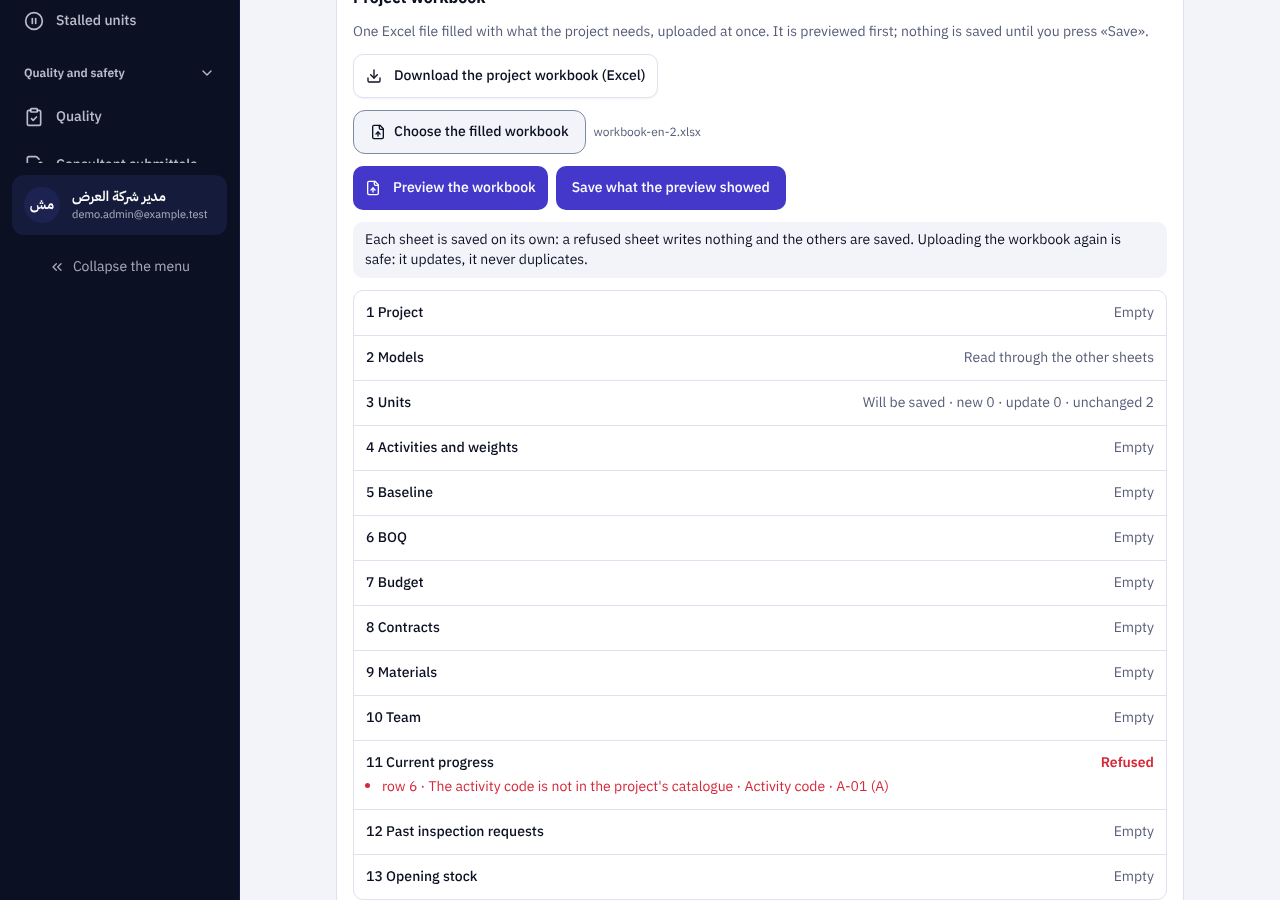 Stalled units
Quality and safety
Quality
Consultant submittals
مش
مدير شركة العرض
demo.admin@example.test
Collapse the menu
Project workbook
One Excel file filled with what the project needs, uploaded at once. It is previewed first; nothing is saved until you press «Save».
Download the project workbook (Excel)
Choose the filled workbook workbook-en-2.xlsx
Preview the workbook Save what the preview showed
Each sheet is saved on its own: a refused sheet writes nothing and the others are saved. Uploading the workbook again is
safe: it updates, it never duplicates.
1 Project Empty
2 Models Read through the other sheets
3 Units Will be saved · new 0 · update 0 · unchanged 2
4 Activities and weights Empty
5 Baseline Empty
6 BOQ Empty
7 Budget Empty
8 Contracts Empty
9 Materials Empty
10 Team Empty
11 Current progress Refused
• row 6 · The activity code is not in the project's catalogue · Activity code · A-01 (A)
12 Past inspection requests Empty
13 Opening stock Empty